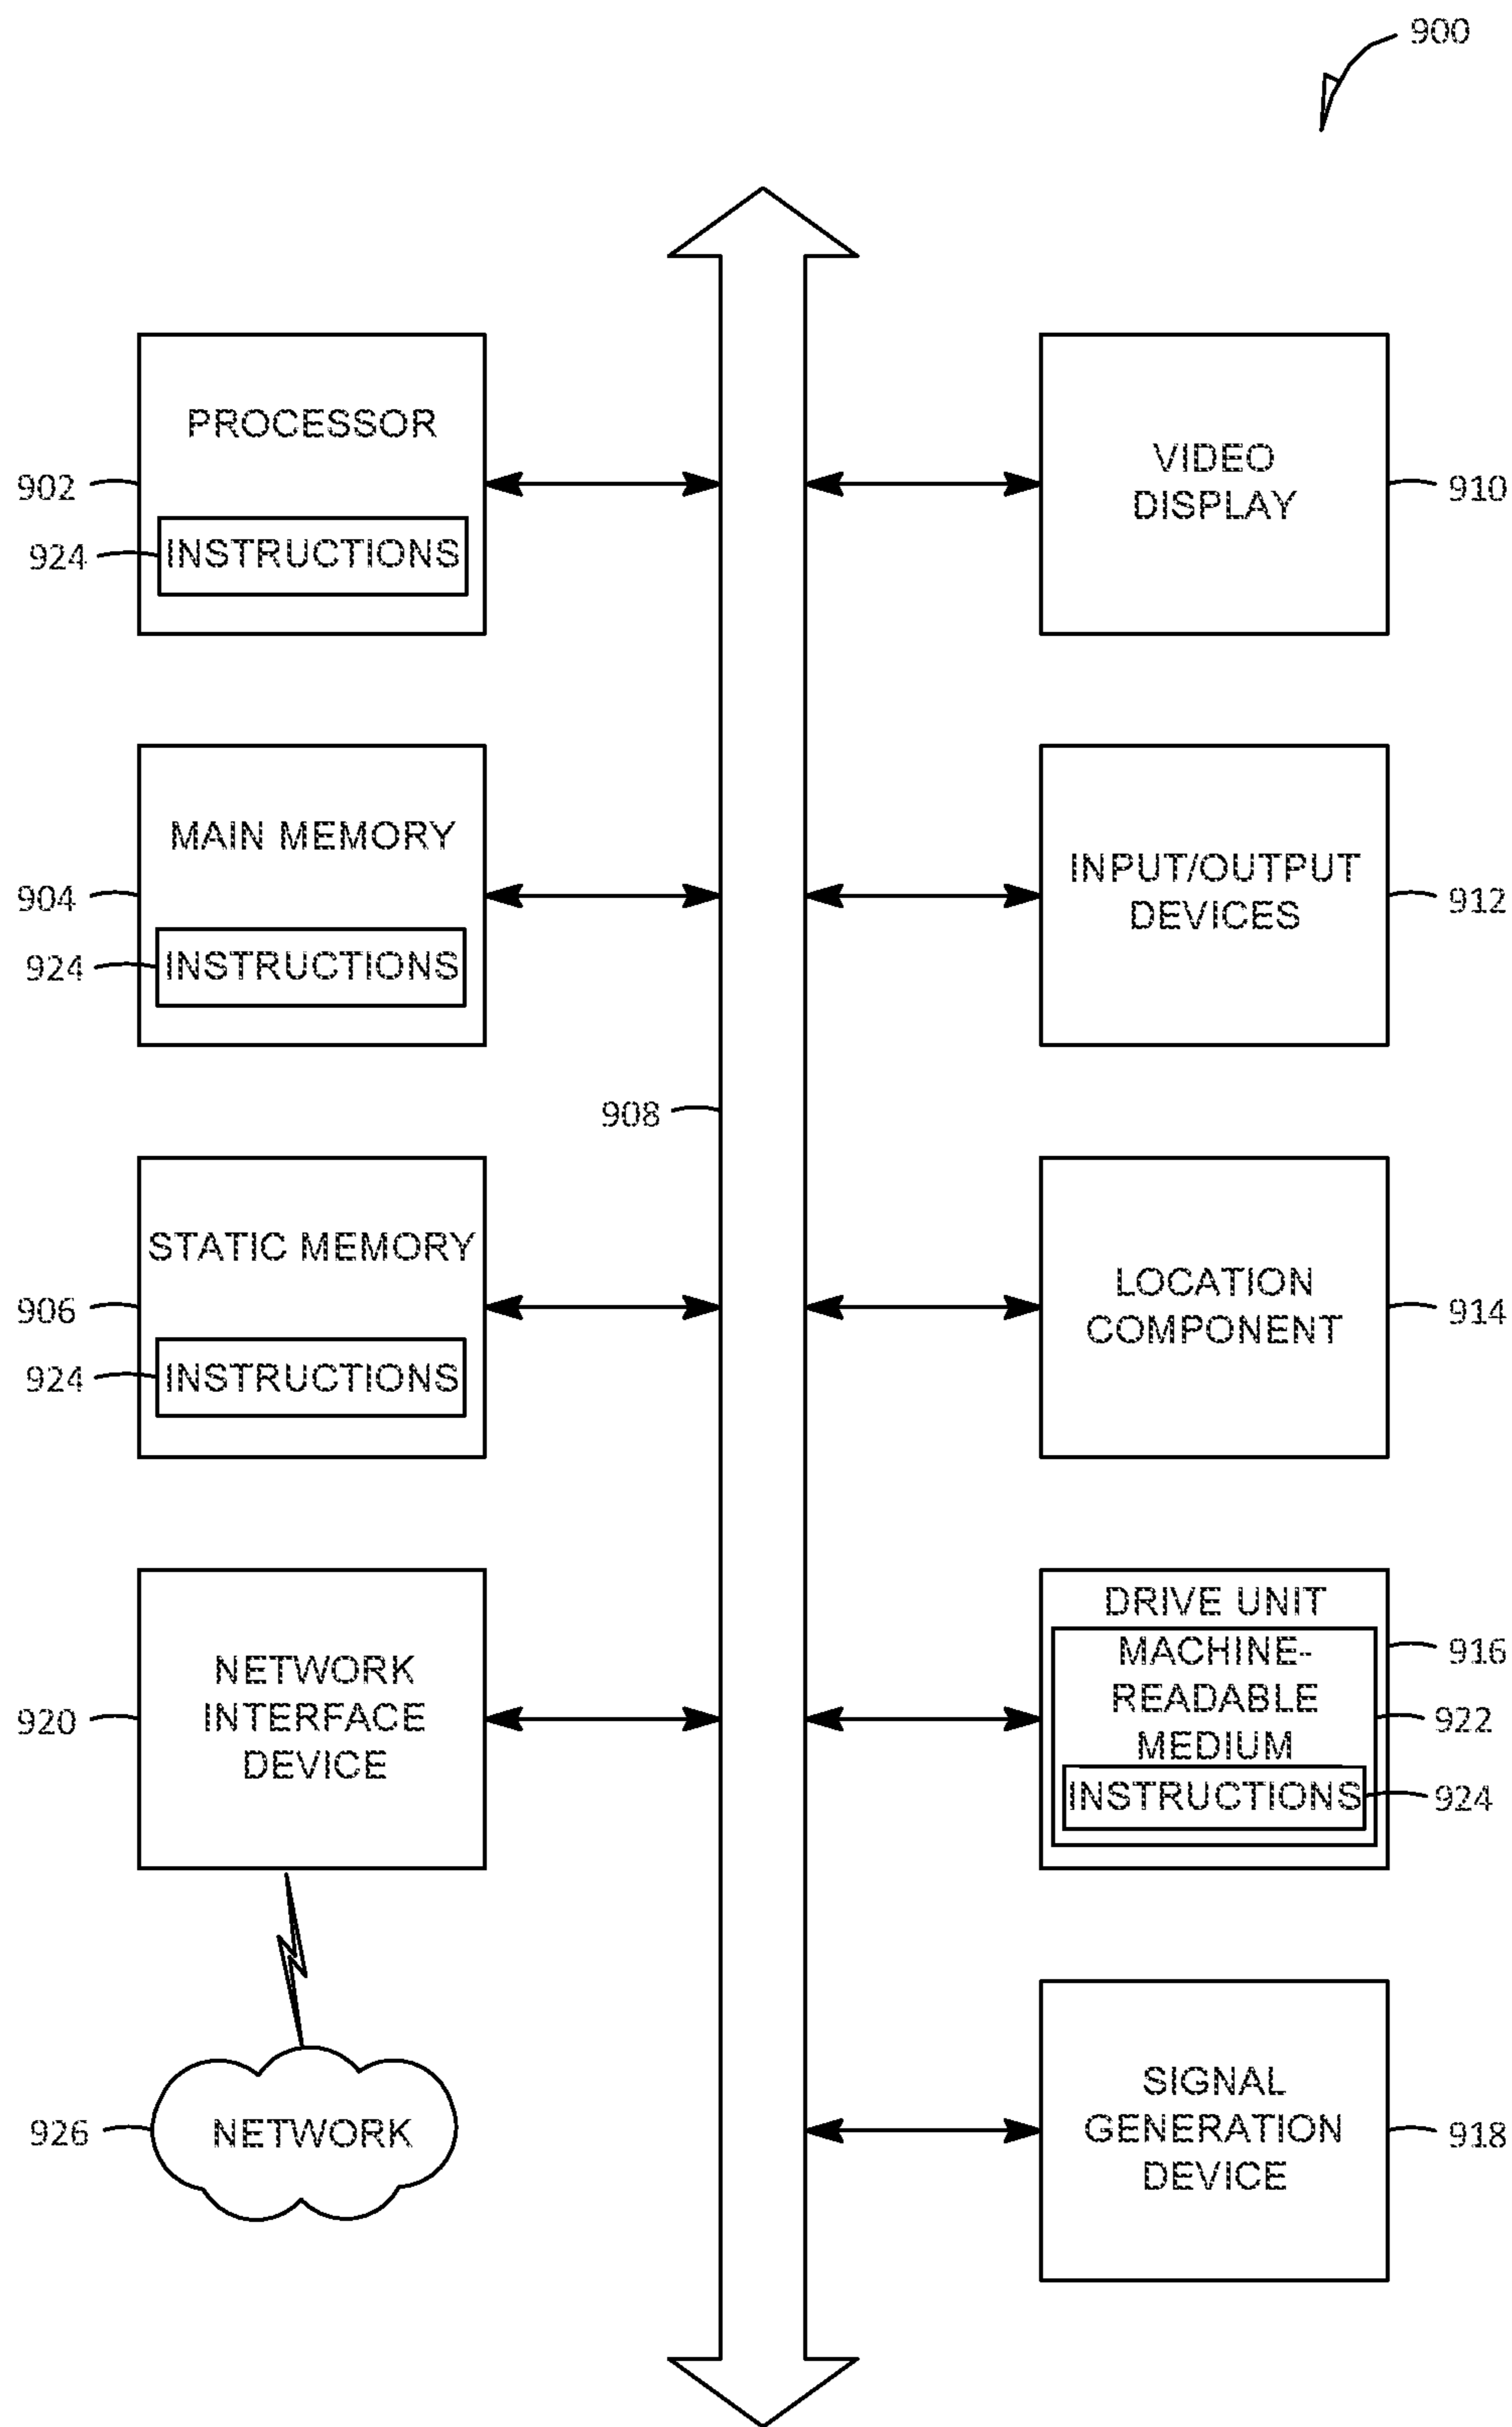 900
PROCESSOR
902
924
INSTRUCTIONS
MAIN MEMORY
904
924
INSTRUCTIONS
908
STATIC MEMORY
906
924
INSTRUCTIONS
NETWORK
INTERFACE
DEVICE
920
926
NETWORK
VIDEO
DISPLAY
910
INPUT/OUTPUT
DEVICES
912
LOCATION
COMPONENT
914
DRIVE UNIT
916
MACHINE-
READABLE
MEDIUM
922
INSTRUCTIONS
924
SIGNAL
GENERATION
DEVICE
918